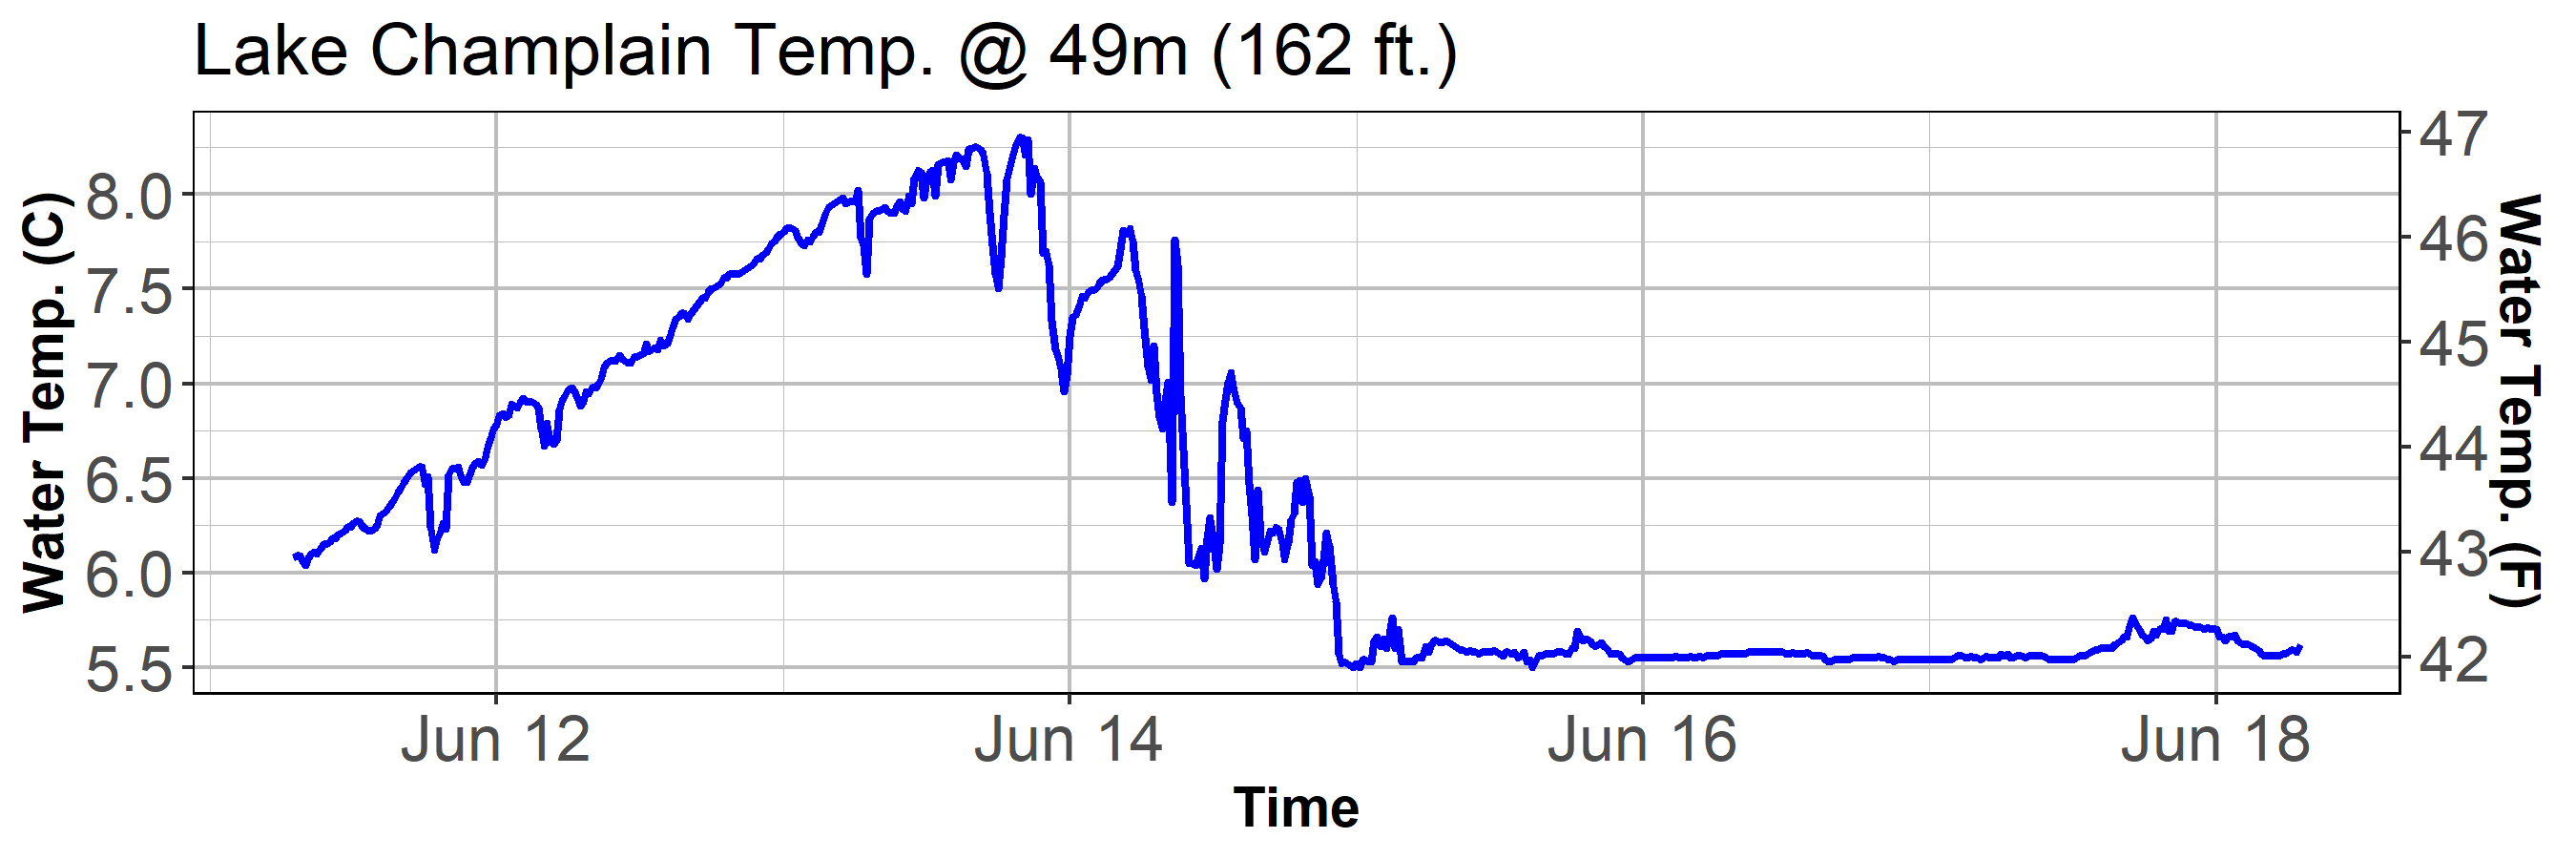 Lake Champlain Temp. @ 49m (162 ft.)
Water Temp. (C)
8.0
7.5
7.0
6.5
6.0
5.5
47
46
45
44
43
42
Water Temp. (F)
Jun 12
Jun 14
Jun 16
Jun 18
Time